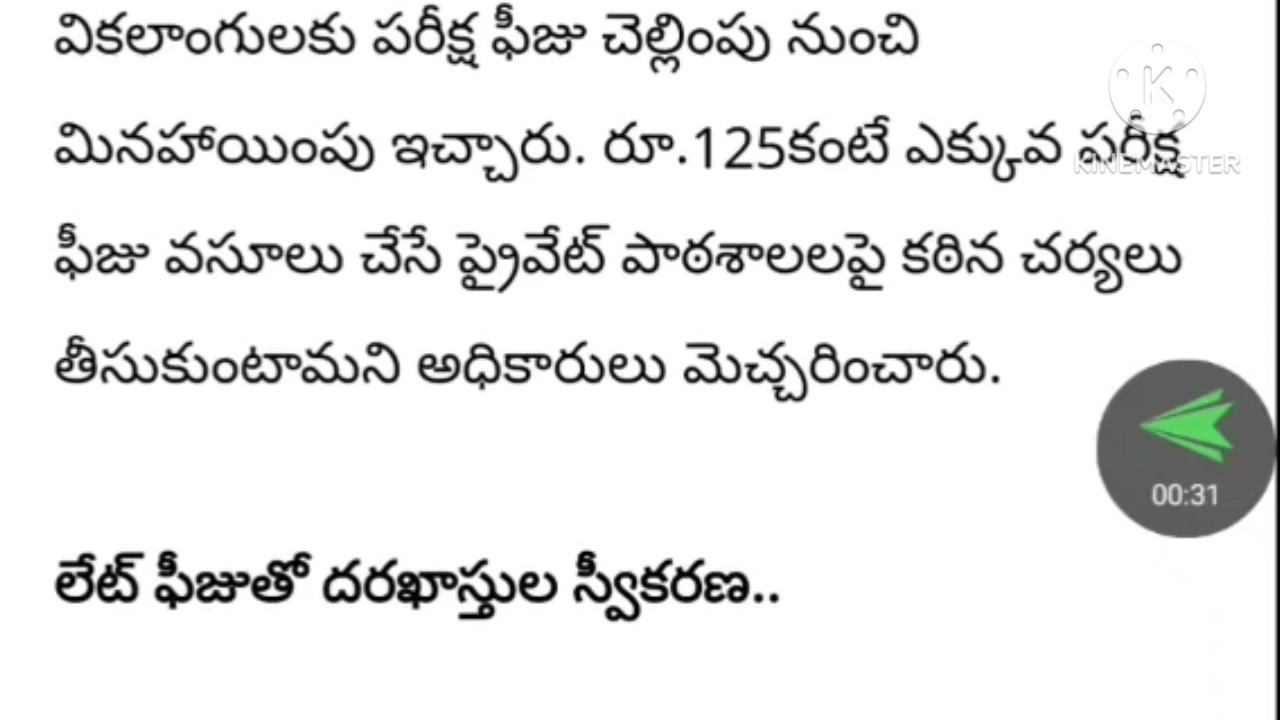 వికలాంగులకు పరీక్ష ఫీజు చెల్లింపు నుంచి
మినహాయింపు ఇచ్చారు. రూ.125కంటే ఎక్కువ పరీక్ష
ఫీజు వసూలు చేసే ప్రైవేట్ పాఠశాలలపై కఠిన చర్యలు
తీసుకుంటామని అధికారులు మెచ్చరించారు.
లేట్ ఫీజుతో దరఖాస్తుల స్వీకరణ..
K
KINEMASTER
00:31